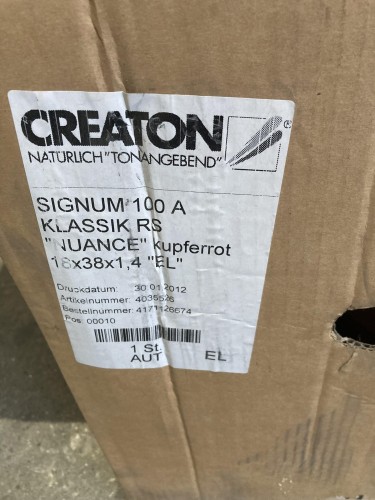 CREATON
®
NATÜRLICH "TONANGEBEND"
SIGNUM 100 A
KLASSIK RS
"NUANCE" kupferrot
18x38x1,4 "EL"
Druckdatum: 30.01.2012
Artikelnummer: 4035526
Bestellnummer: 4171126674
Pos: 00010
1 St.
AUT EL